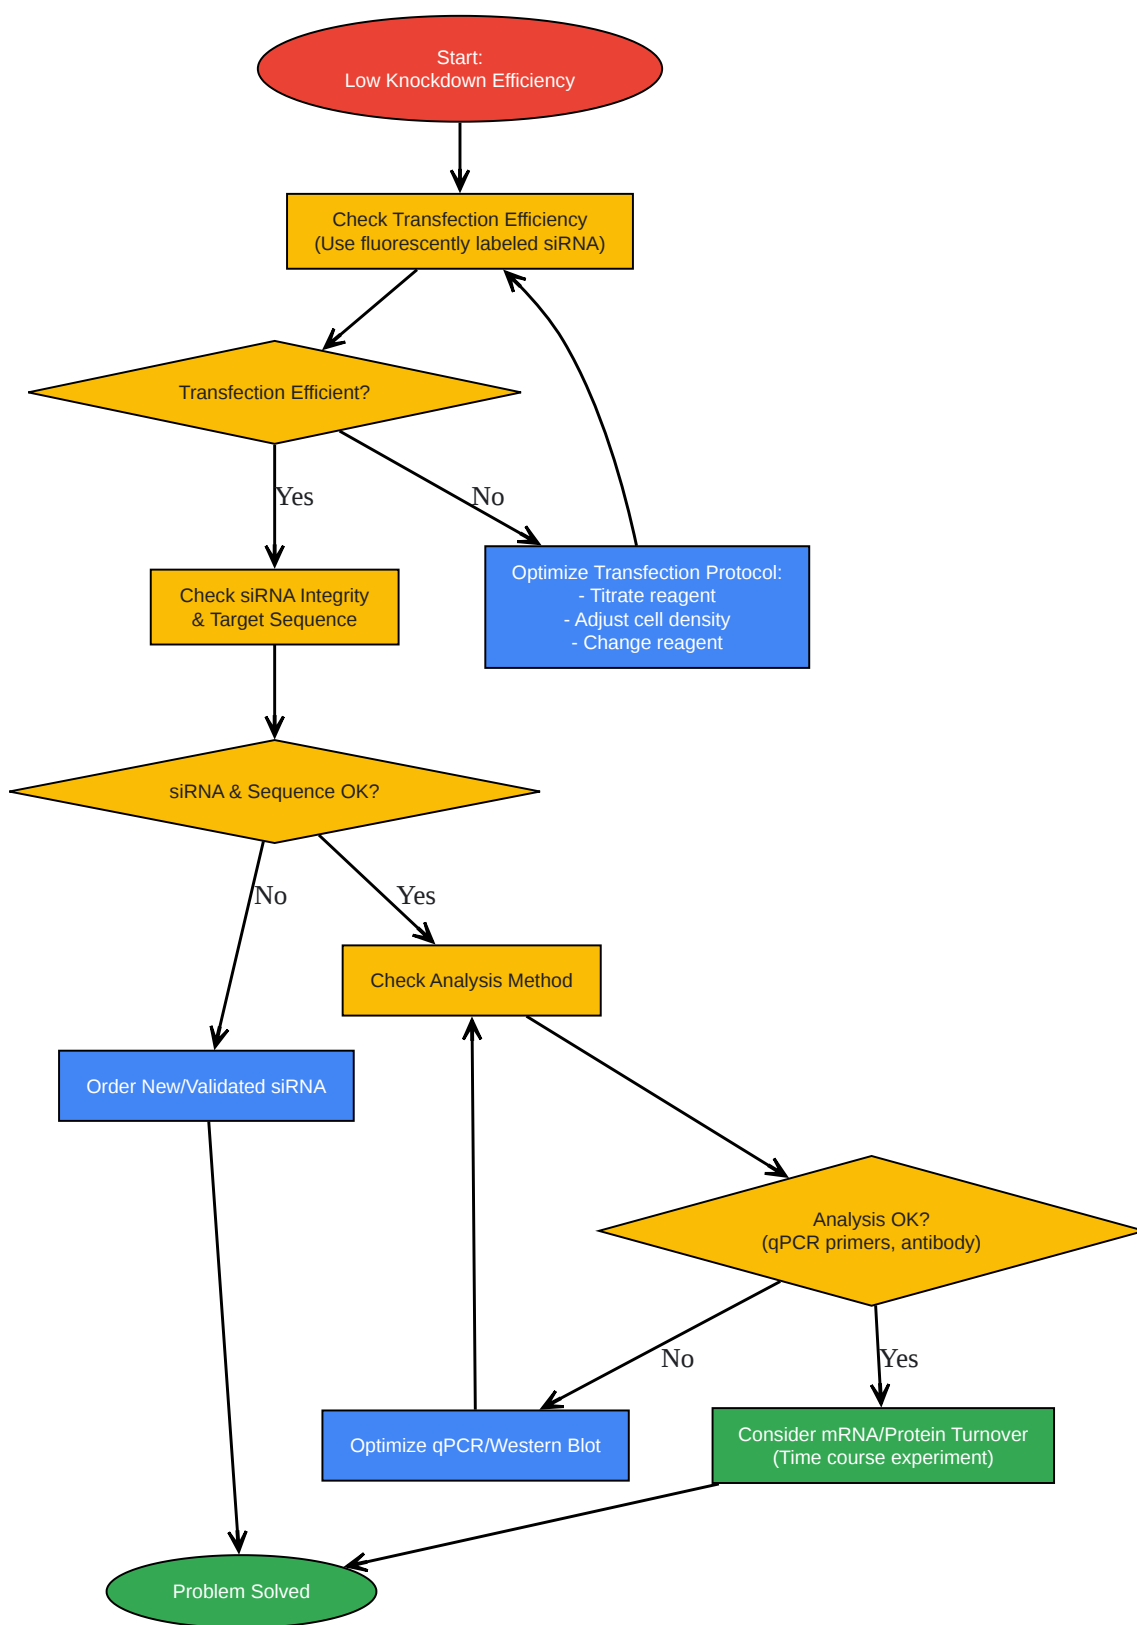 Start:
Low Knockdown Efficiency
Check Transfection Efficiency
(Use fluorescently labeled siRNA)
Transfection Efficient?
Yes
No
Optimize Transfection Protocol:
- Titrate reagent
- Adjust cell density
- Change reagent
Check siRNA Integrity
& Target Sequence
siRNA & Sequence OK?
No
Yes
Check Analysis Method
Order New/Validated siRNA
Analysis OK?
(qPCR primers, antibody)
No
Yes
Optimize qPCR/Western Blot
Consider mRNA/Protein Turnover
(Time course experiment)
Problem Solved